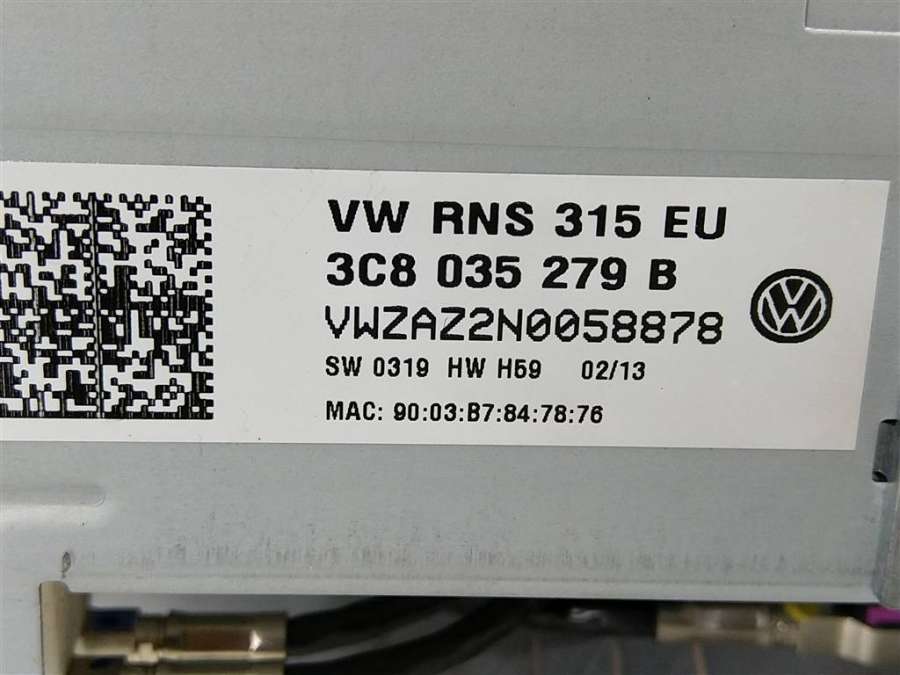 VW RNS 315 EU
3C8 035 279 B
VWZAZ2N0058878
SW 0319 HW H59 02/13
MAC: 90:03:B7:84:78:76